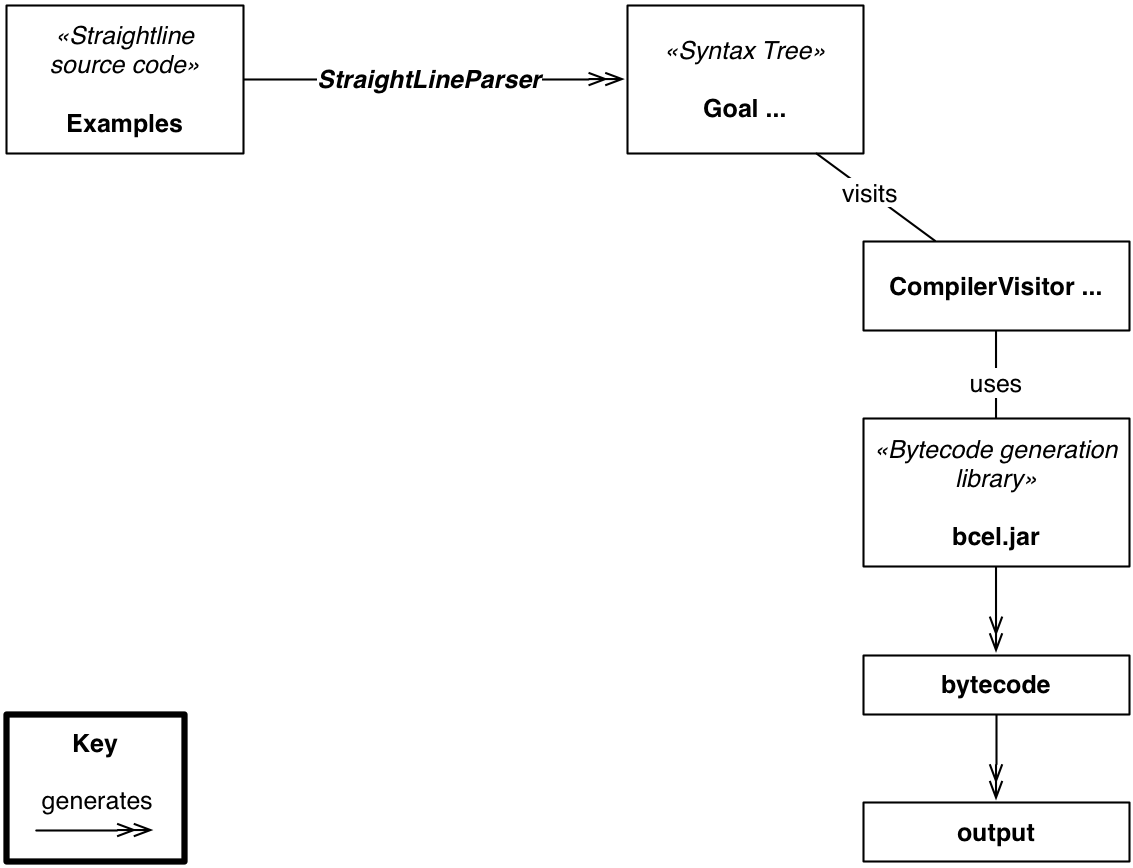 «Straightline
source code»
Examples
StraightLineParser
«Syntax Tree»
Goal ...
visits
CompilerVisitor ...
uses
«Bytecode generation
library»
bcel.jar
bytecode
output
Key
generates